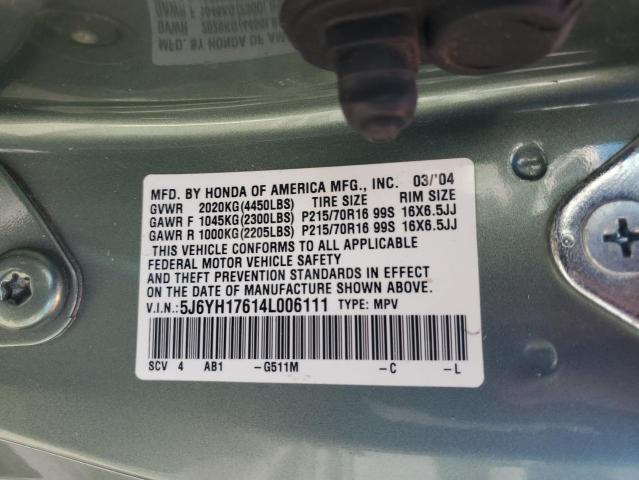 MFD. BY HONDA OF AMERICA MFG., INC. 03/'04
GVWR 2020KG(4450LBS) TIRE SIZE RIM SIZE
GAWR F 1045KG(2300LBS) P215/70R16 99S 16X6.5JJ
GAWR R 1000KG(2205LBS) P215/70R16 99S 16X6.5JJ
THIS VEHICLE CONFORMS TO ALL APPLICABLE
FEDERAL MOTOR VEHICLE SAFETY
AND THEFT PREVENTION STANDARDS IN EFFECT
ON THE DATE OF MANUFACTURE SHOWN ABOVE.
V.I.N.:5J6YH17614L006111 TYPE: MPV
SCV 4 AB1 -G511M -C -L